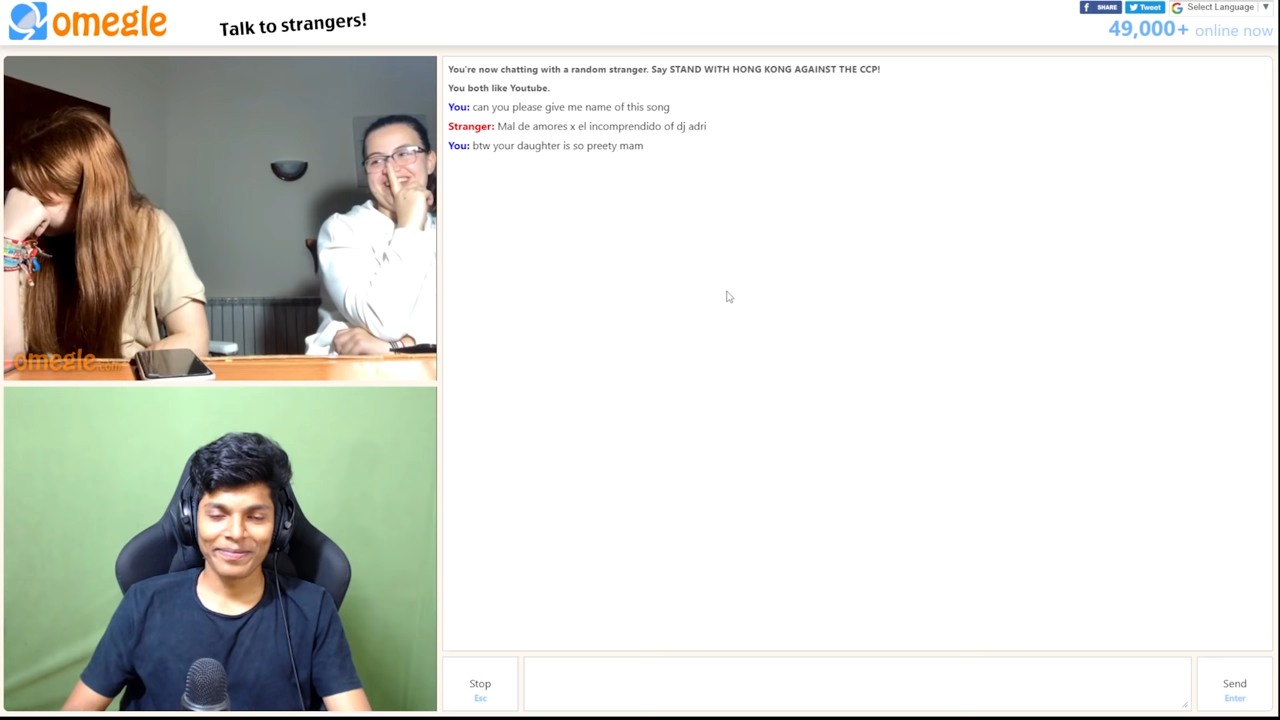 omegle
Talk to strangers!
SHARE
Tweet
Select Language ▼
49,000+ online now
You're now chatting with a random stranger. Say STAND WITH HONG KONG AGAINST THE CCP!
You both like Youtube.
You: can you please give me name of this song
Stranger: Mal de amores x el incomprendido of dj adri
You: btw your daughter is so preety mam
omegle.com
Stop
Esc
Send
Enter